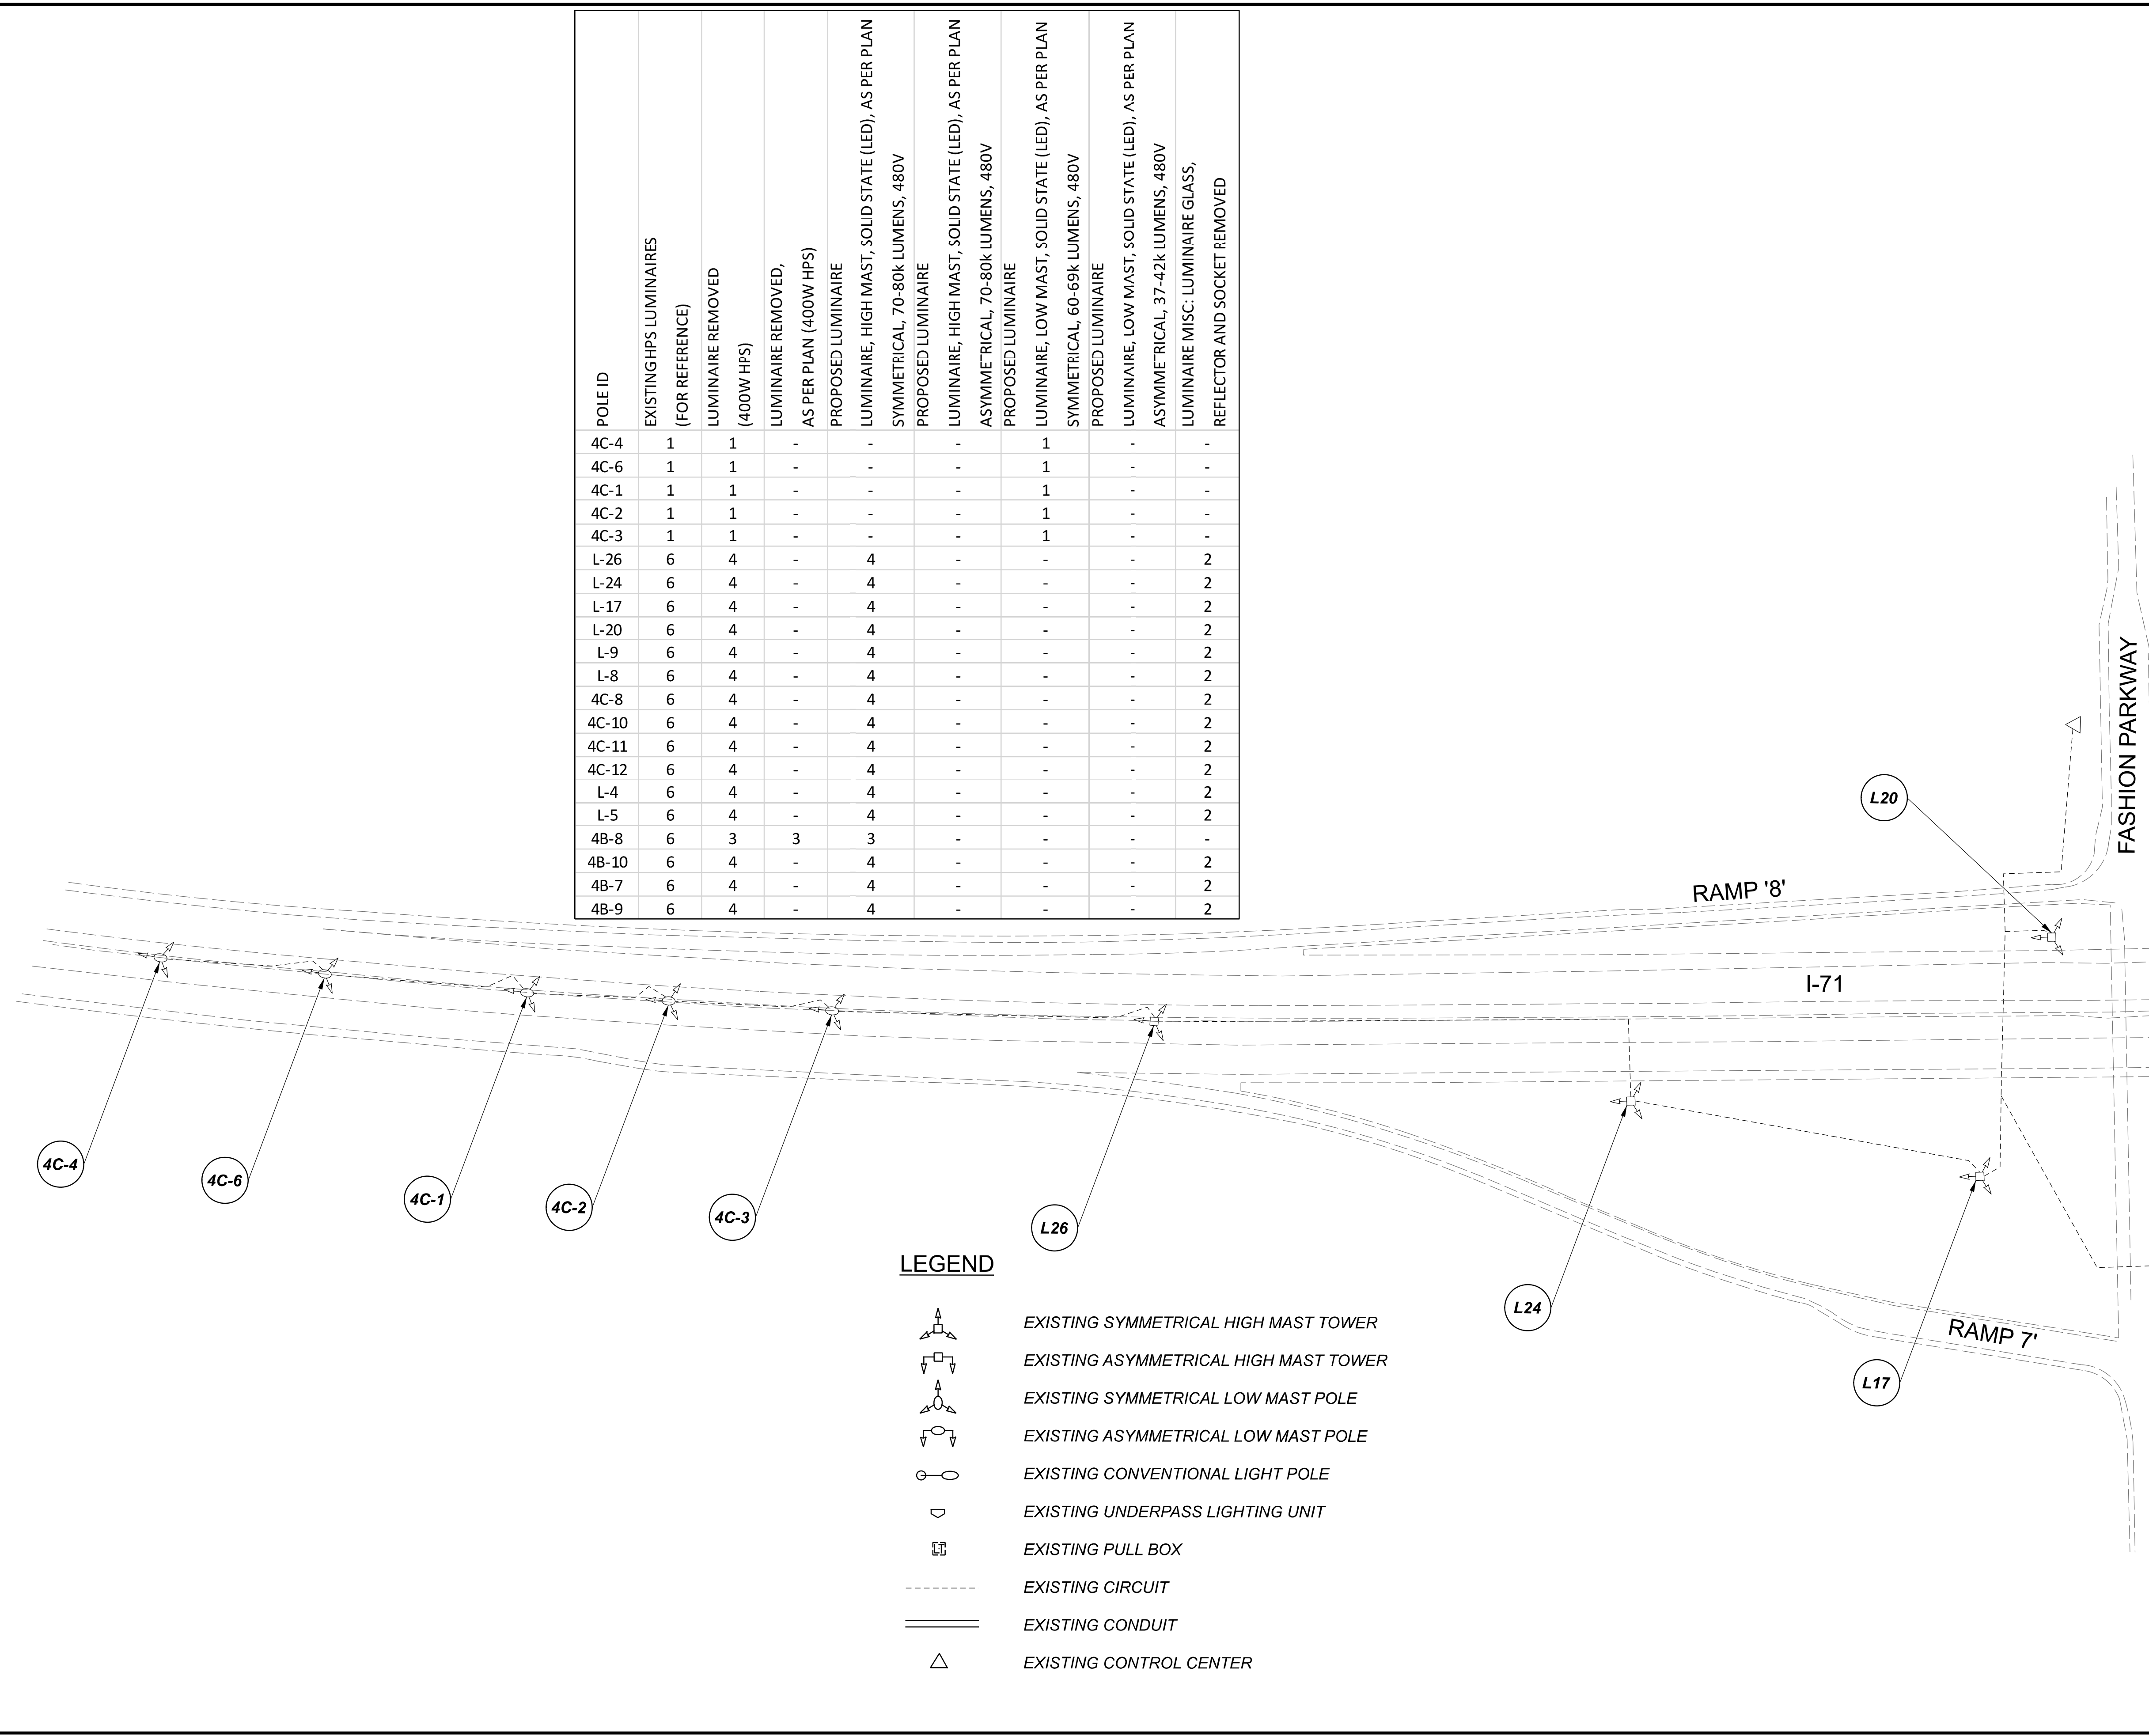 POLE ID
EXISTING HPS LUMINAIRES
(FOR REFERENCE)
LUMINAIRE REMOVED
(400W HPS)
LUMINAIRE REMOVED,
AS PER PLAN (400W HPS)
PROPOSED LUMINAIRE
LUMINAIRE, HIGH MAST, SOLID STATE (LED), AS PER PLAN
SYMMETRICAL, 70-80k LUMENS, 480V
PROPOSED LUMINAIRE
LUMINAIRE, HIGH MAST, SOLID STATE (LED), AS PER PLAN
ASYMMETRICAL, 70-80k LUMENS, 480V
PROPOSED LUMINAIRE
LUMINAIRE, LOW MAST, SOLID STATE (LED), AS PER PLAN
SYMMETRICAL, 60-69k LUMENS, 480V
PROPOSED LUMINAIRE
LUMINAIRE, LOW MAST, SOLID STATE (LED), AS PER PLAN
ASYMMETRICAL, 37-42k LUMENS, 480V
LUMINAIRE MISC: LUMINAIRE GLASS,
REFLECTOR AND SOCKET REMOVED
4C-4 1 1 - - - 1 - -
4C-6 1 1 - - - 1 - -
4C-1 1 1 - - - 1 - -
4C-2 1 1 - - - 1 - -
4C-3 1 1 - - - 1 - -
L-26 6 4 - 4 - - - 2
L-24 6 4 - 4 - - - 2
L-17 6 4 - 4 - - - 2
L-20 6 4 - 4 - - - 2
L-9 6 4 - 4 - - - 2
L-8 6 4 - 4 - - - 2
4C-8 6 4 - 4 - - - 2
4C-10 6 4 - 4 - - - 2
4C-11 6 4 - 4 - - - 2
4C-12 6 4 - 4 - - - 2
L-4 6 4 - 4 - - - 2
L-5 6 4 - 4 - - - 2
4B-8 6 3 3 3 - - - -
4B-10 6 4 - 4 - - - 2
4B-7 6 4 - 4 - - - 2
4B-9 6 4 - 4 - - - 2
FASHION PARKWAY
L20
RAMP '8'
I-71
4C-4
4C-6
4C-1
4C-2
4C-3
L26
L24
L17
RAMP 7'
LEGEND
EXISTING SYMMETRICAL HIGH MAST TOWER
EXISTING ASYMMETRICAL HIGH MAST TOWER
EXISTING SYMMETRICAL LOW MAST POLE
EXISTING ASYMMETRICAL LOW MAST POLE
EXISTING CONVENTIONAL LIGHT POLE
EXISTING UNDERPASS LIGHTING UNIT
EXISTING PULL BOX
EXISTING CIRCUIT
EXISTING CONDUIT
EXISTING CONTROL CENTER